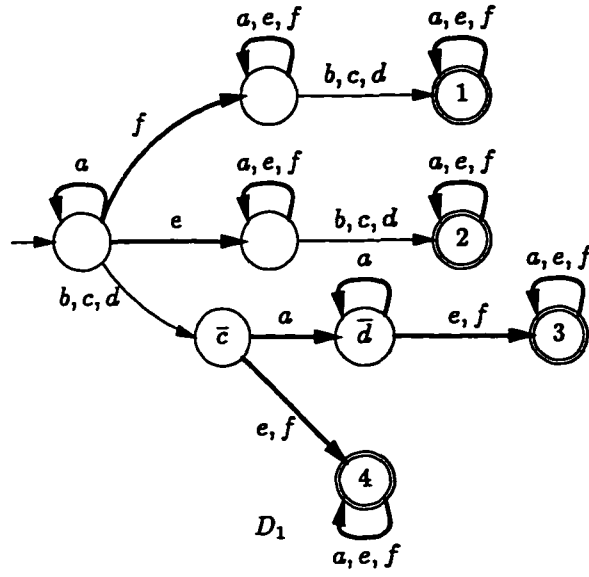 a, e, f a, e, f
b, c, d 1
f
a a, e, f a, e, f
e b, c, d 2
a a, e, f
b, c, d
c̄ a d̄ e, f 3
e, f
4
D₁
a, e, f